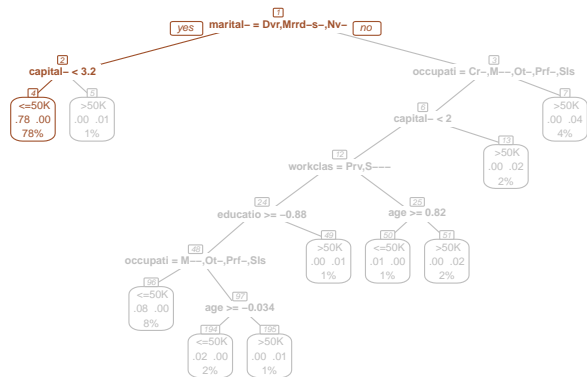 1
yes marital- = Dvr,Mrrd-s-,Nv- no
2
capital- < 3.2
3
occupati = Cr-,M--,Ot-,Prf-,Sls
4
<=50K
.78 .00
78%
5
>50K
.00 .01
1%
6
capital- < 2
7
>50K
.00 .04
4%
12
workclas = Prv,S---
13
>50K
.00 .02
2%
24
educatio >= -0.88
25
age >= 0.82
48
occupati = M--,Ot-,Prf-,Sls
49
>50K
.00 .01
1%
50
<=50K
.01 .00
1%
51
>50K
.00 .02
2%
96
<=50K
.08 .00
8%
97
age >= -0.034
194
<=50K
.02 .00
2%
195
>50K
.00 .01
1%